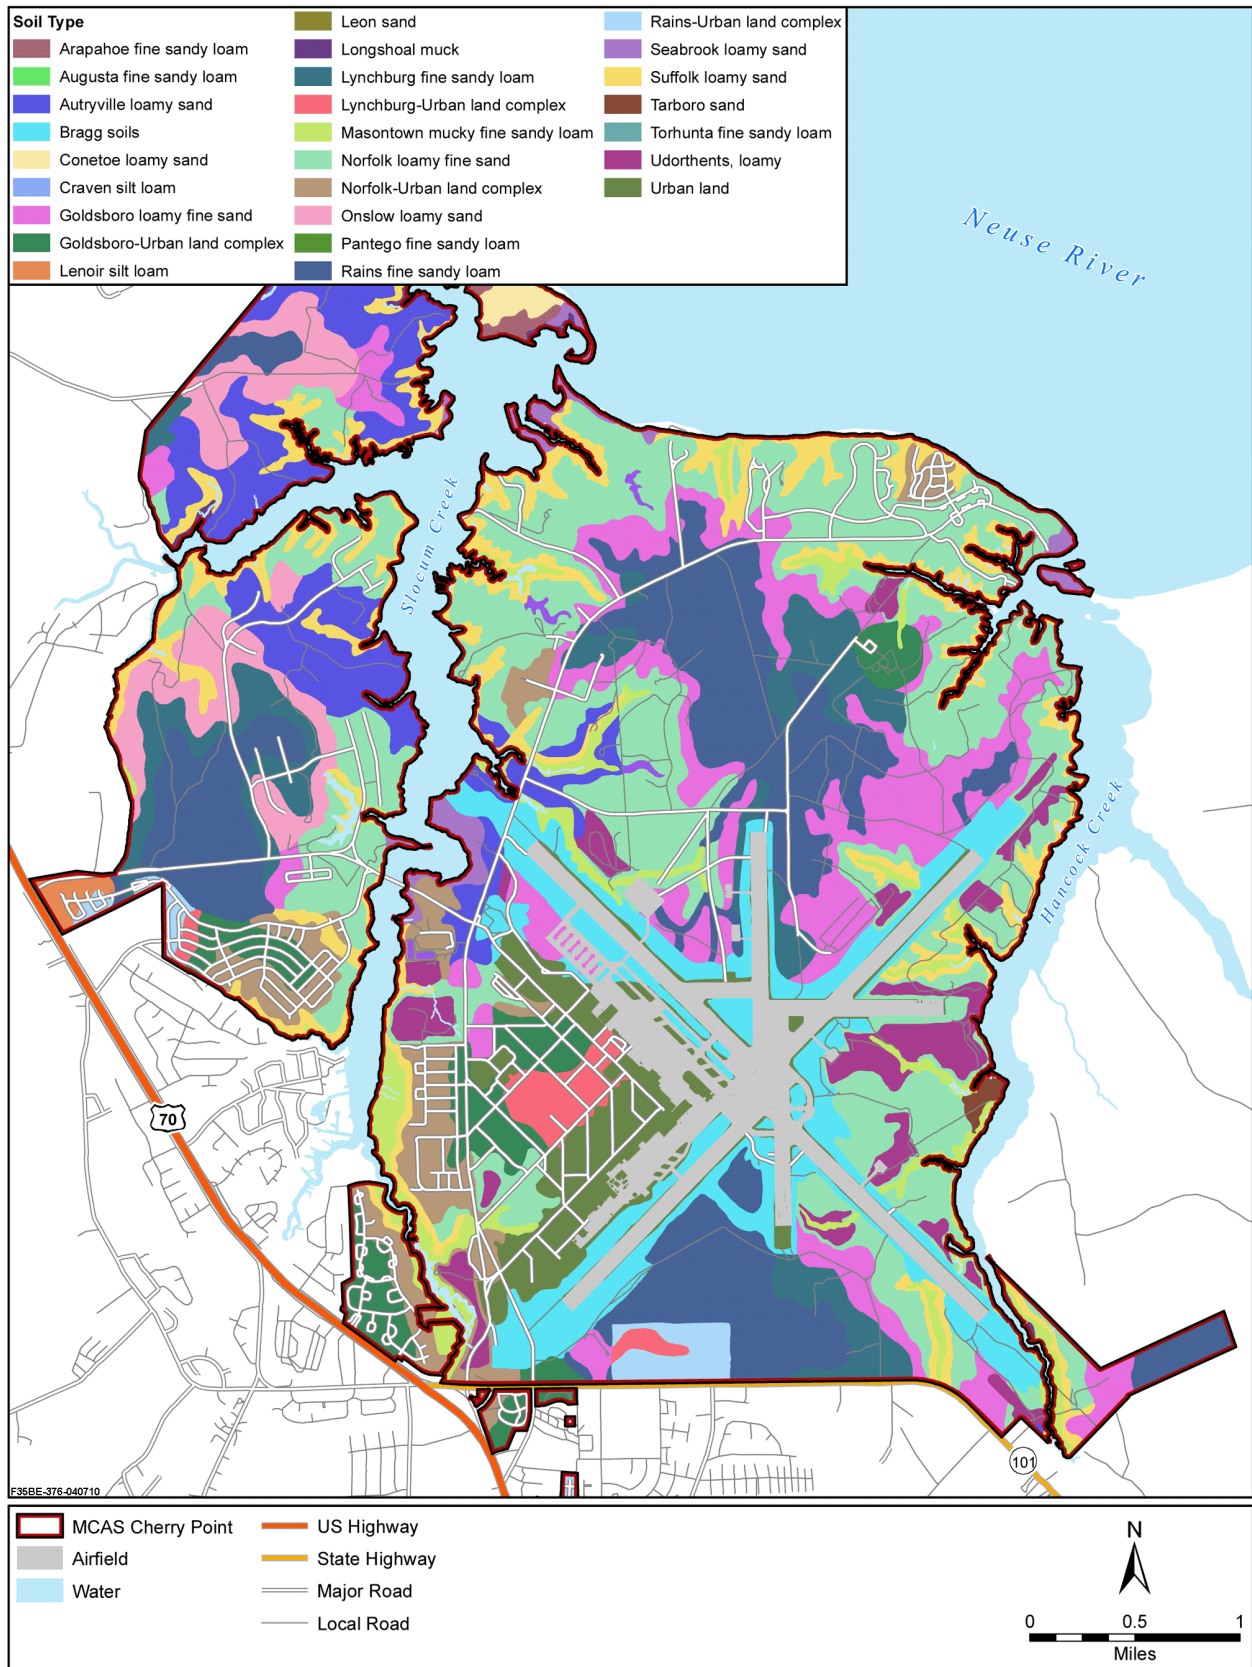 Soil Type
Arapahoe fine sandy loam
Augusta fine sandy loam
Autryville loamy sand
Bragg soils
Conetoe loamy sand
Craven silt loam
Goldsboro loamy fine sand
Goldsboro-Urban land complex
Lenoir silt loam
Leon sand
Longshoal muck
Lynchburg fine sandy loam
Lynchburg-Urban land complex
Masontown mucky fine sandy loam
Norfolk loamy fine sand
Norfolk-Urban land complex
Onslow loamy sand
Pantego fine sandy loam
Rains fine sandy loam
Rains-Urban land complex
Seabrook loamy sand
Suffolk loamy sand
Tarboro sand
Torhunta fine sandy loam
Udorthents, loamy
Urban land
Neuse River
Slocum Creek
Hancock Creek
70
101
F35BE-376-040710
MCAS Cherry Point
Airfield
Water
US Highway
State Highway
Major Road
Local Road
N
0 0.5 1
Miles